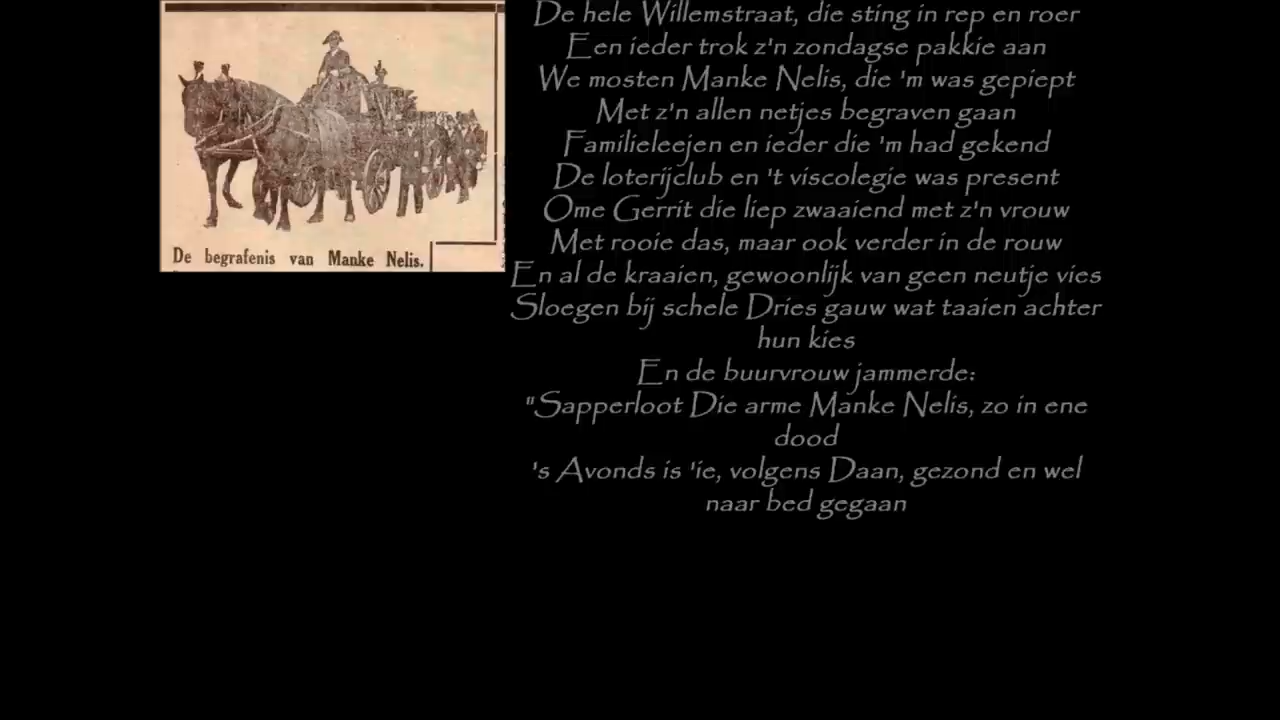 De hele Willemstraat, die sting in rep en roer
Een ieder trok z'n zondagse pakkie aan
We mosten Manke Nelis, die 'm was gepiept
Met z'n allen netjes begraven gaan
Familieleejen en ieder die 'm had gekend
De loterijclub en 't viscolegie was present
Ome Gerrit die liep zwaaiend met z'n vrouw
Met rooie das, maar ook verder in de rouw
En al de kraaien, gewoonlijk van geen neutje vies
Sloegen bij schele Dries gauw wat taaien achter
hun kies
En de buurvrouw jammerde:
"Sapperloot Die arme Manke Nelis, zo in ene
dood
's Avonds is 'ie, volgens Daan, gezond en wel
naar bed gegaan
De begrafenis van Manke Nelis.